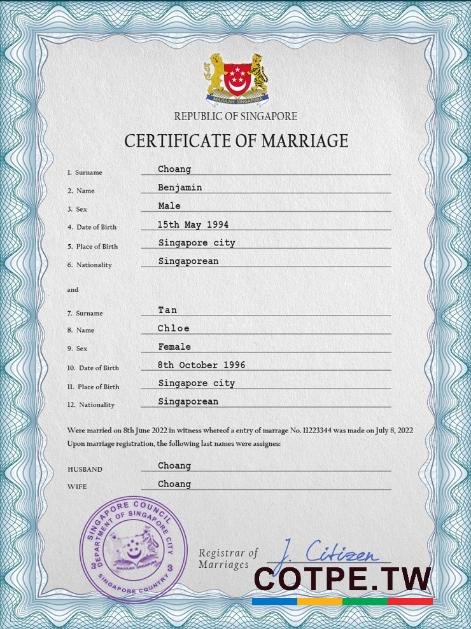 REPUBLIC OF SINGAPORE
CERTIFICATE OF MARRIAGE
1. Surname Choang
2. Name Benjamin
3. Sex Male
4. Date of Birth 15th May 1994
5. Place of Birth Singapore city
6. Nationality Singaporean
and
7. Surname Tan
8. Name Chloe
9. Sex Female
10. Date of Birth 8th October 1996
11. Place of Birth Singapore city
12. Nationality Singaporean
Were married on 8th June 2022 in witness whereof a entry of marrage No. 11223344 was made on July 8, 2022
Upon marriage registration, the following last names were assignes:
HUSBAND Choang
WIFE Choang
SINGAPORE COUNCIL
DEPARTMENT OF SINGAPORE CITY
SINGAPORE COUNTRY
Registrar of
Marriages
J. Citizen
COTPE.TW